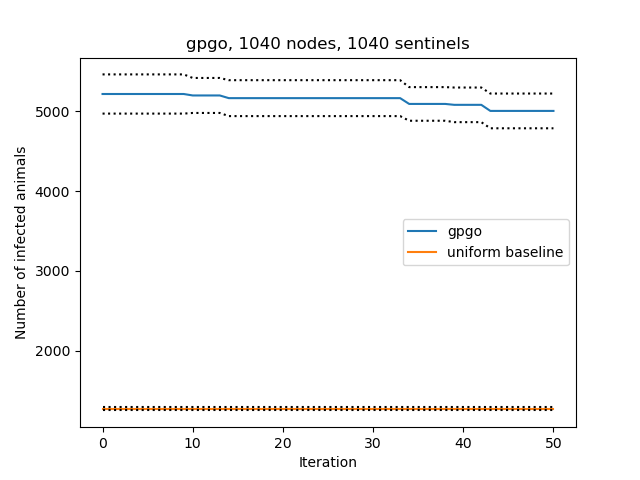 gpgo, 1040 nodes, 1040 sentinels
Number of infected animals
5000
4000
3000
2000
gpgo
uniform baseline
0
10
20
30
40
50
Iteration